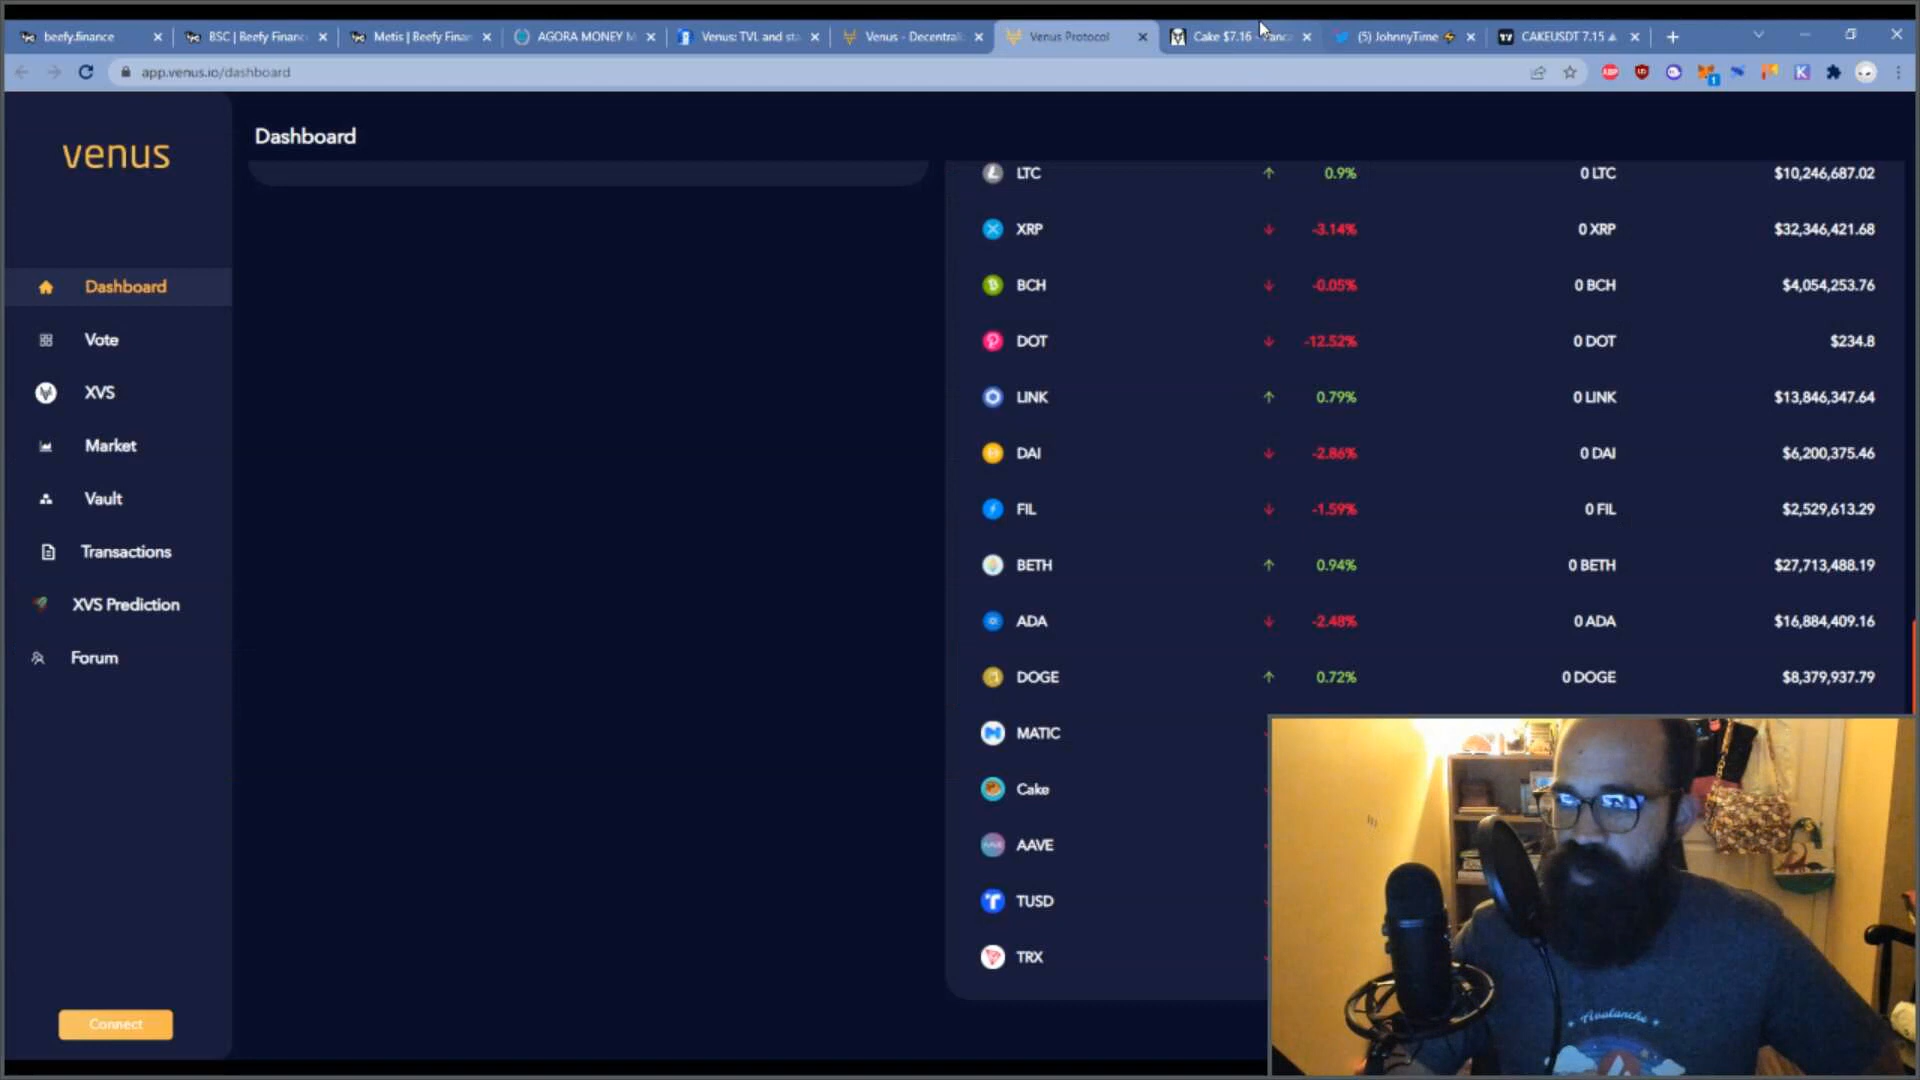 beefy.finance
BSC | Beefy Financ
Metis | Beefy Finan
AGORA MONEY M
Venus: TVL and sta
Venus - Decentrali
Venus Protocol
Cake $7.16 - Panca
(5) JohnnyTime ⚡
CAKEUSDT 7.15 ▲
app.venus.io/dashboard
venus
Dashboard
Dashboard
Vote
XVS
Market
Vault
Transactions
XVS Prediction
Forum
Connect
LTC ↑ 0.9% 0 LTC $10,246,687.02
XRP ↓ -3.14% 0 XRP $32,346,421.68
BCH ↓ -0.05% 0 BCH $4,054,253.76
DOT ↓ -12.52% 0 DOT $234.8
LINK ↑ 0.79% 0 LINK $13,846,347.64
DAI ↓ -2.86% 0 DAI $6,200,375.46
FIL ↓ -1.59% 0 FIL $2,529,613.29
BETH ↑ 0.94% 0 BETH $27,713,488.19
ADA ↓ -2.48% 0 ADA $16,884,409.16
DOGE ↑ 0.72% 0 DOGE $8,379,937.79
MATIC
Cake
AAVE
TUSD
TRX
Avalanche